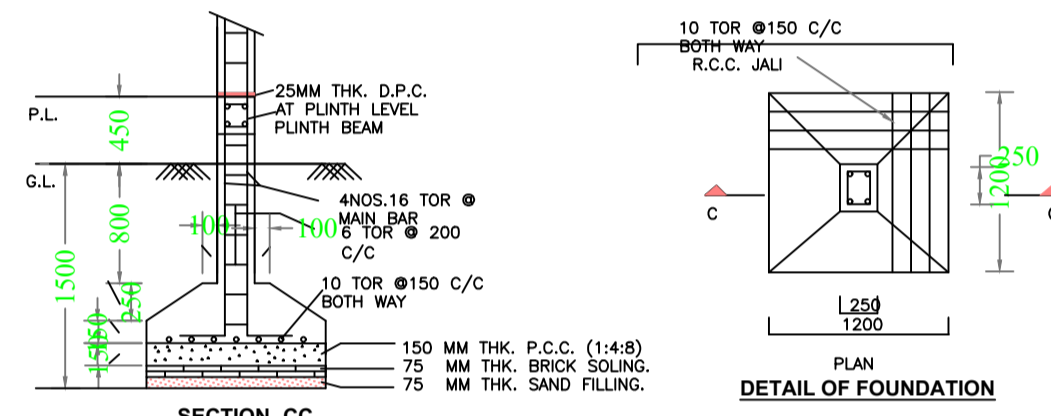 25MM THK. D.P.C.
AT PLINTH LEVEL
PLINTH BEAM
P.L.
450
G.L.
4NOS.16 TOR @
MAIN BAR
6 TOR @ 200
C/C
100
100
800
1500
250
10 TOR @150 C/C
BOTH WAY
150
150
150 MM THK. P.C.C. (1:4:8)
75 MM THK. BRICK SOLING.
75 MM THK. SAND FILLING.
SECTION CC
10 TOR @150 C/C
BOTH WAY
R.C.C. JALI
250
1200
C
250
1200
PLAN
DETAIL OF FOUNDATION